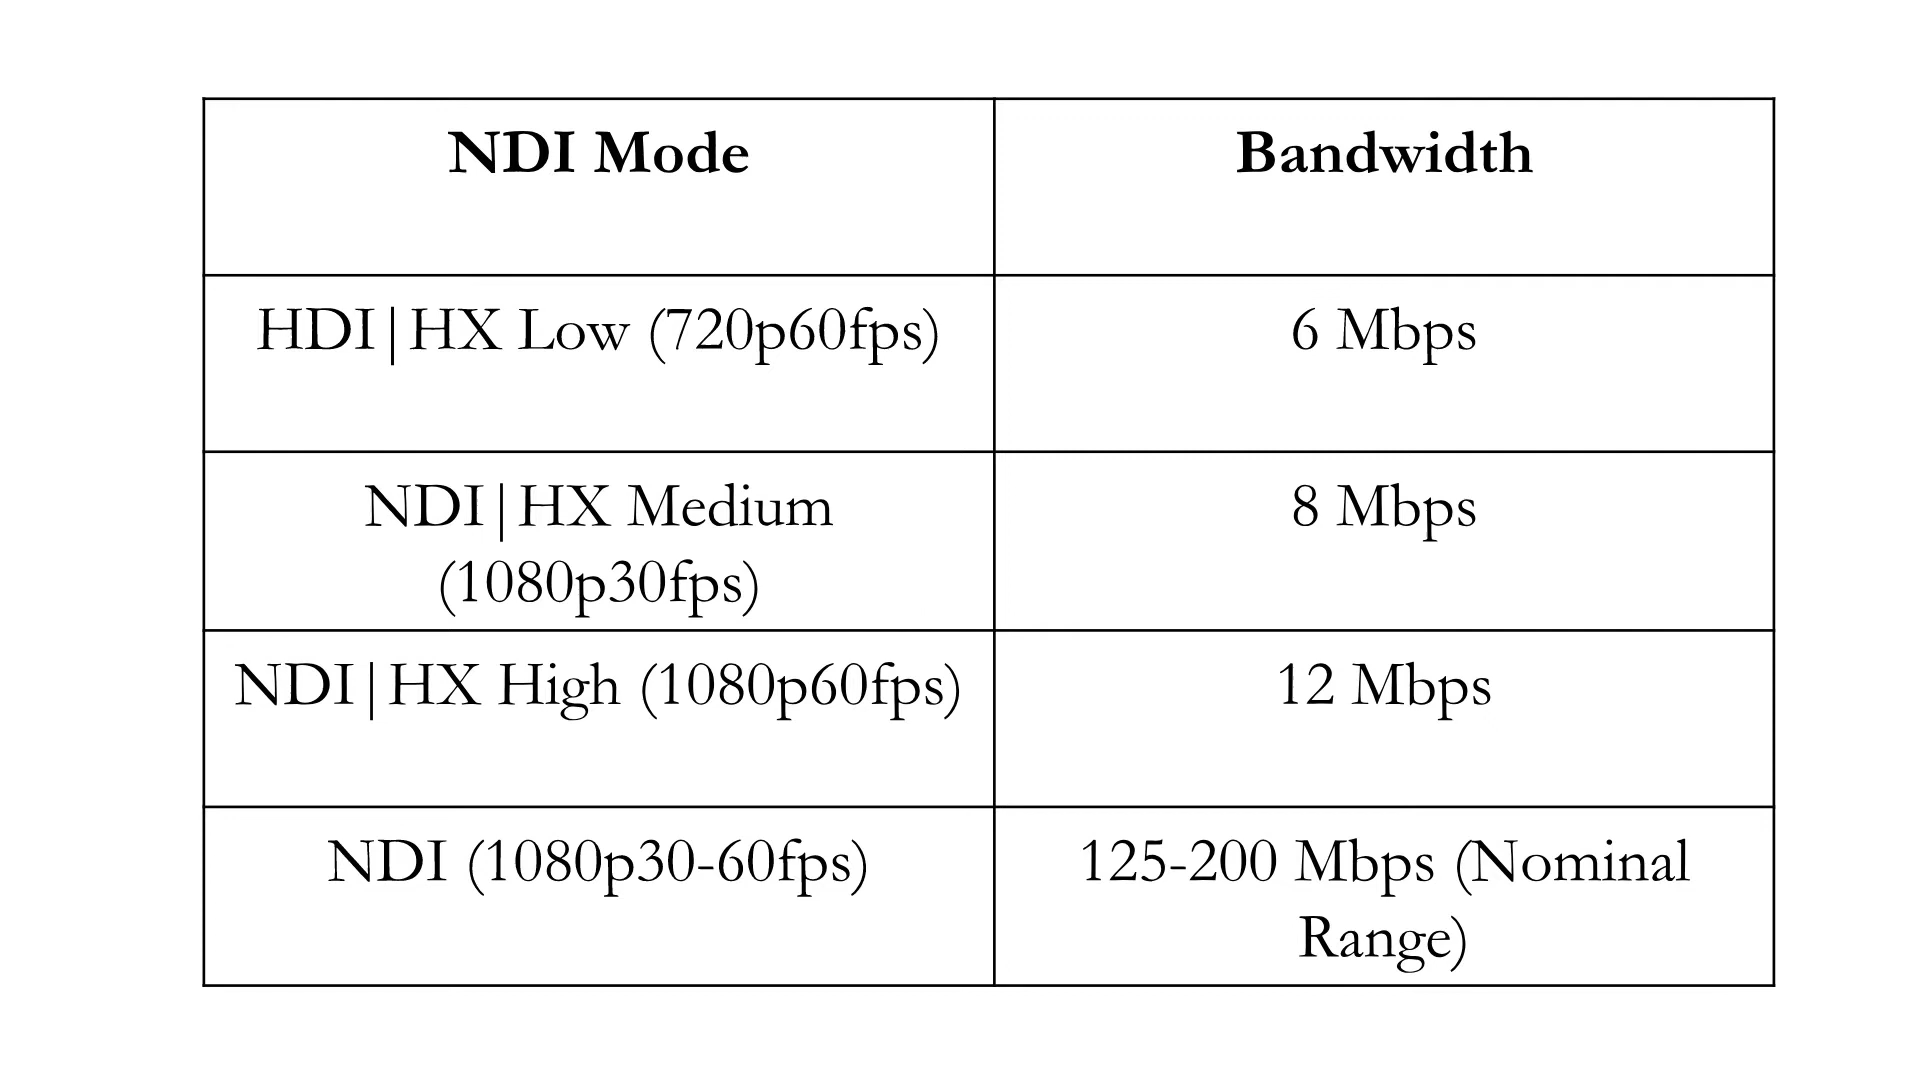 NDI Mode
Bandwidth
HDI|HX Low (720p60fps)
6 Mbps
NDI|HX Medium
(1080p30fps)
8 Mbps
NDI|HX High (1080p60fps)
12 Mbps
NDI (1080p30-60fps)
125-200 Mbps (Nominal
Range)